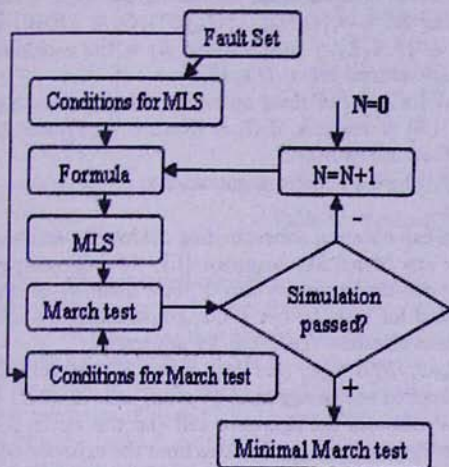 Fault Set
Conditions for MLS
N=0
Formula
N=N+1
MLS
-
March test
Simulation
passed?
Conditions for March test
+
Minimal March test